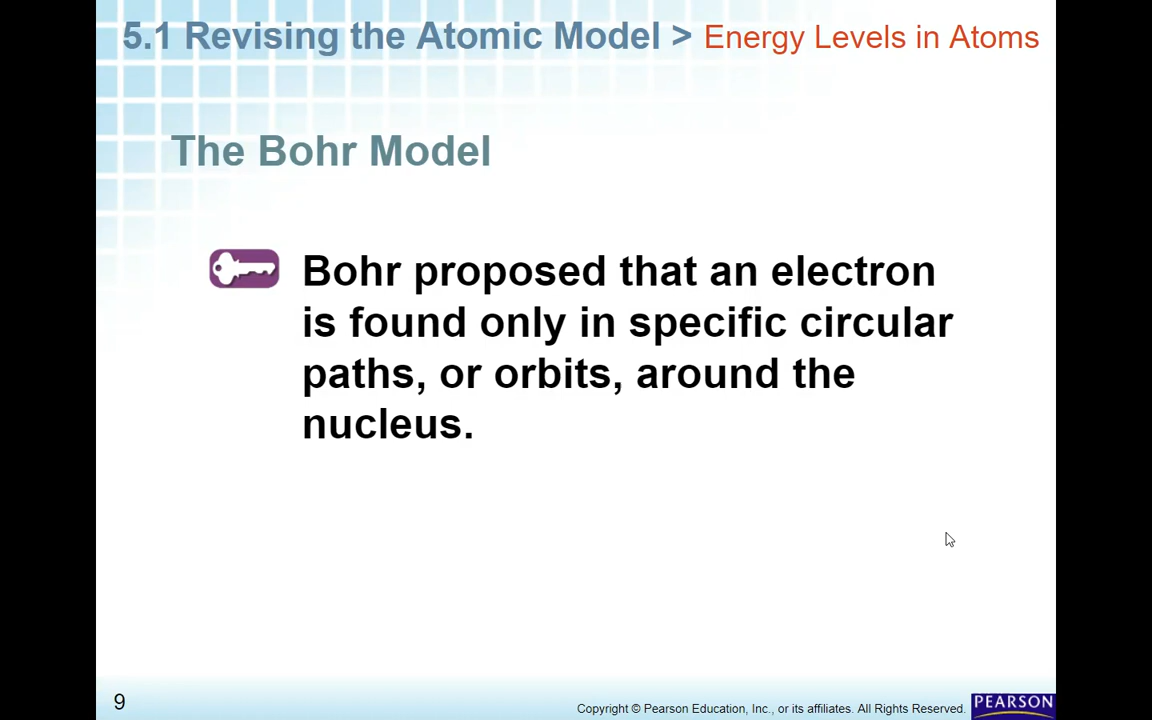 5.1 Revising the Atomic Model > Energy Levels in Atoms
The Bohr Model
Bohr proposed that an electron
is found only in specific circular
paths, or orbits, around the
nucleus.
9
Copyright © Pearson Education, Inc., or its affiliates. All Rights Reserved.
PEARSON